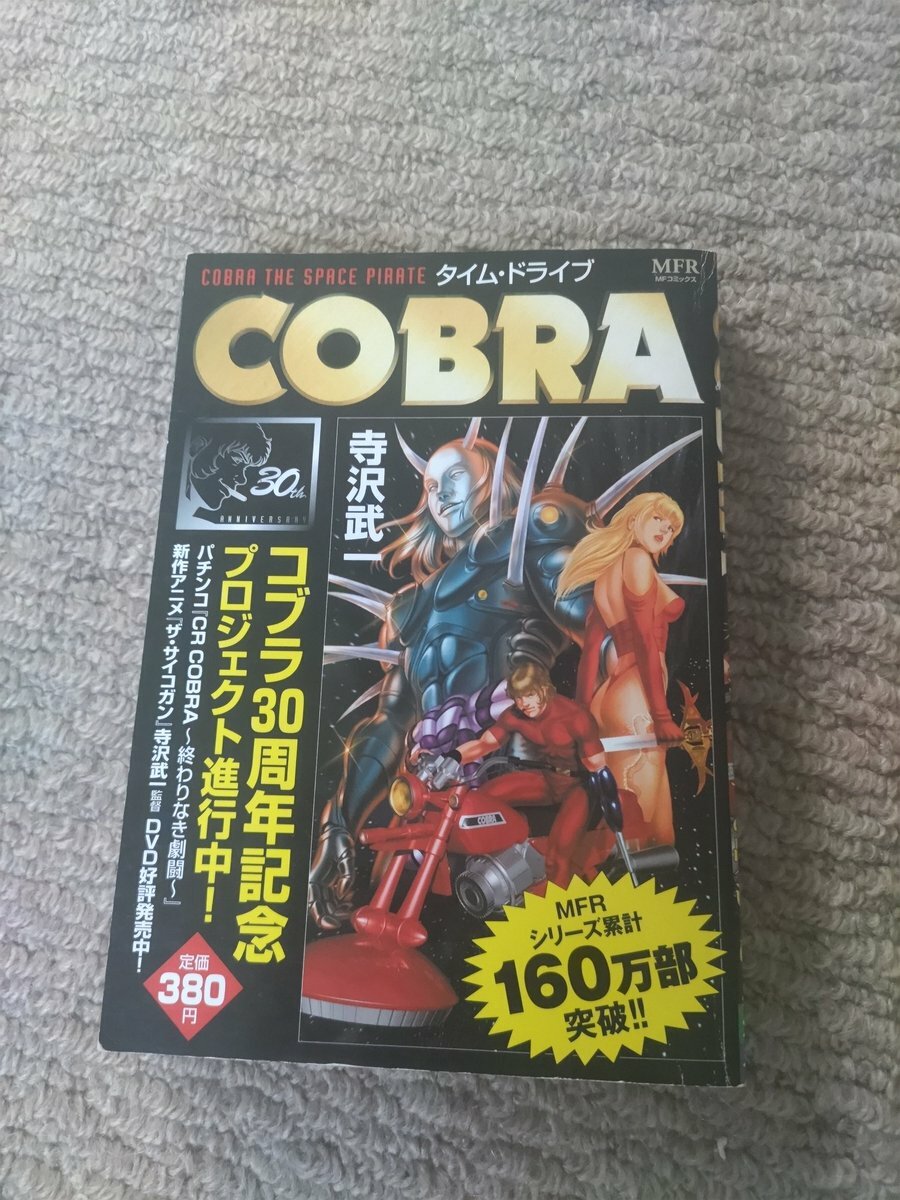 COBRA THE SPACE PIRATE タイム・ドライブ
MFR
MFコミックス
COBRA
寺沢武一
30th
ANNIVERSARY
コブラ30周年記念
プロジェクト進行中!
パチンコ『CR COBRA 〜終わりなき劇闘〜』
新作アニメ『ザ・サイコガン』寺沢武一監督 DVD好評発売中!
定価
380
円
COBRA
MFR
シリーズ累計
160万部
突破!!